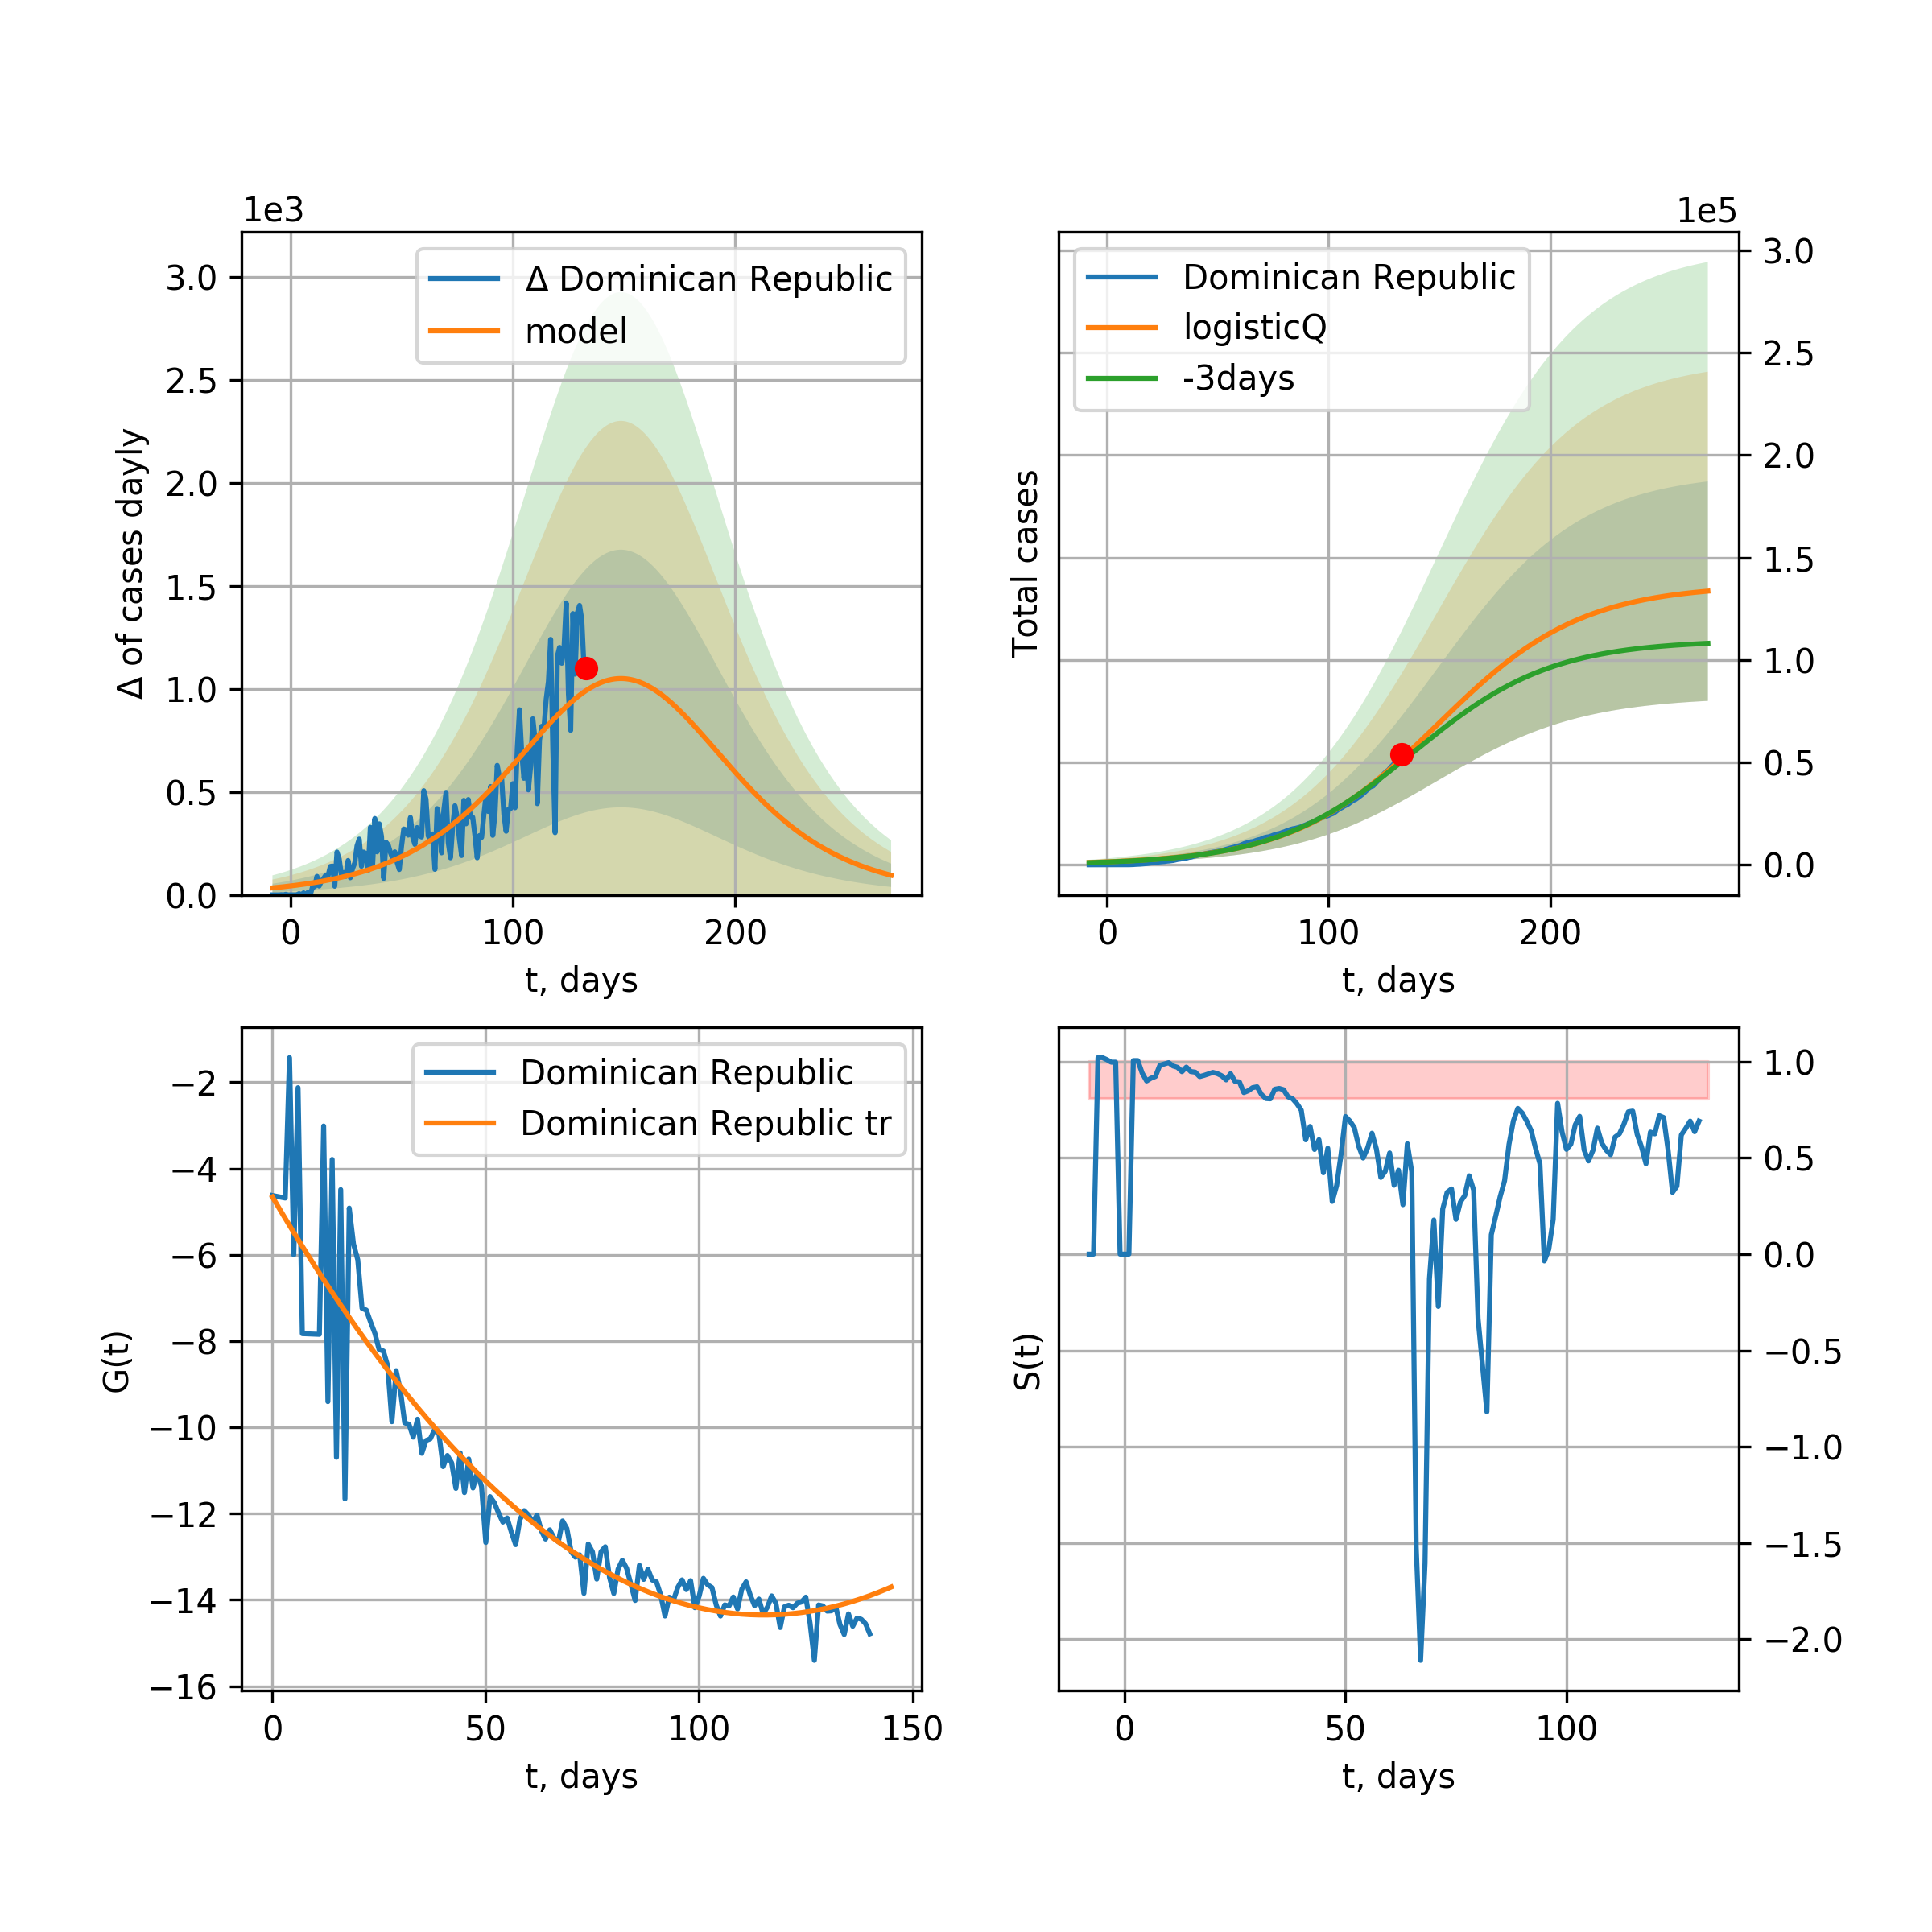 1e3
Δ Dominican Republic
model
3.0
2.5
2.0
1.5
1.0
0.5
0.0
Δ of cases dayly
0 100 200
t, days
1e5
Dominican Republic
logisticQ
-3days
3.0
2.5
2.0
1.5
1.0
0.5
0.0
Total cases
0 100 200
t, days
Dominican Republic
Dominican Republic tr
−2
−4
−6
−8
−10
−12
−14
−16
G(t)
0 50 100 150
t, days
1.0
0.5
0.0
−0.5
−1.0
−1.5
−2.0
S(t)
0 50 100
t, days